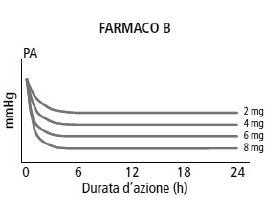 FARMACO B
PA
mmHg
2 mg
4 mg
6 mg
8 mg
0 6 12 18 24
Durata d'azione (h)